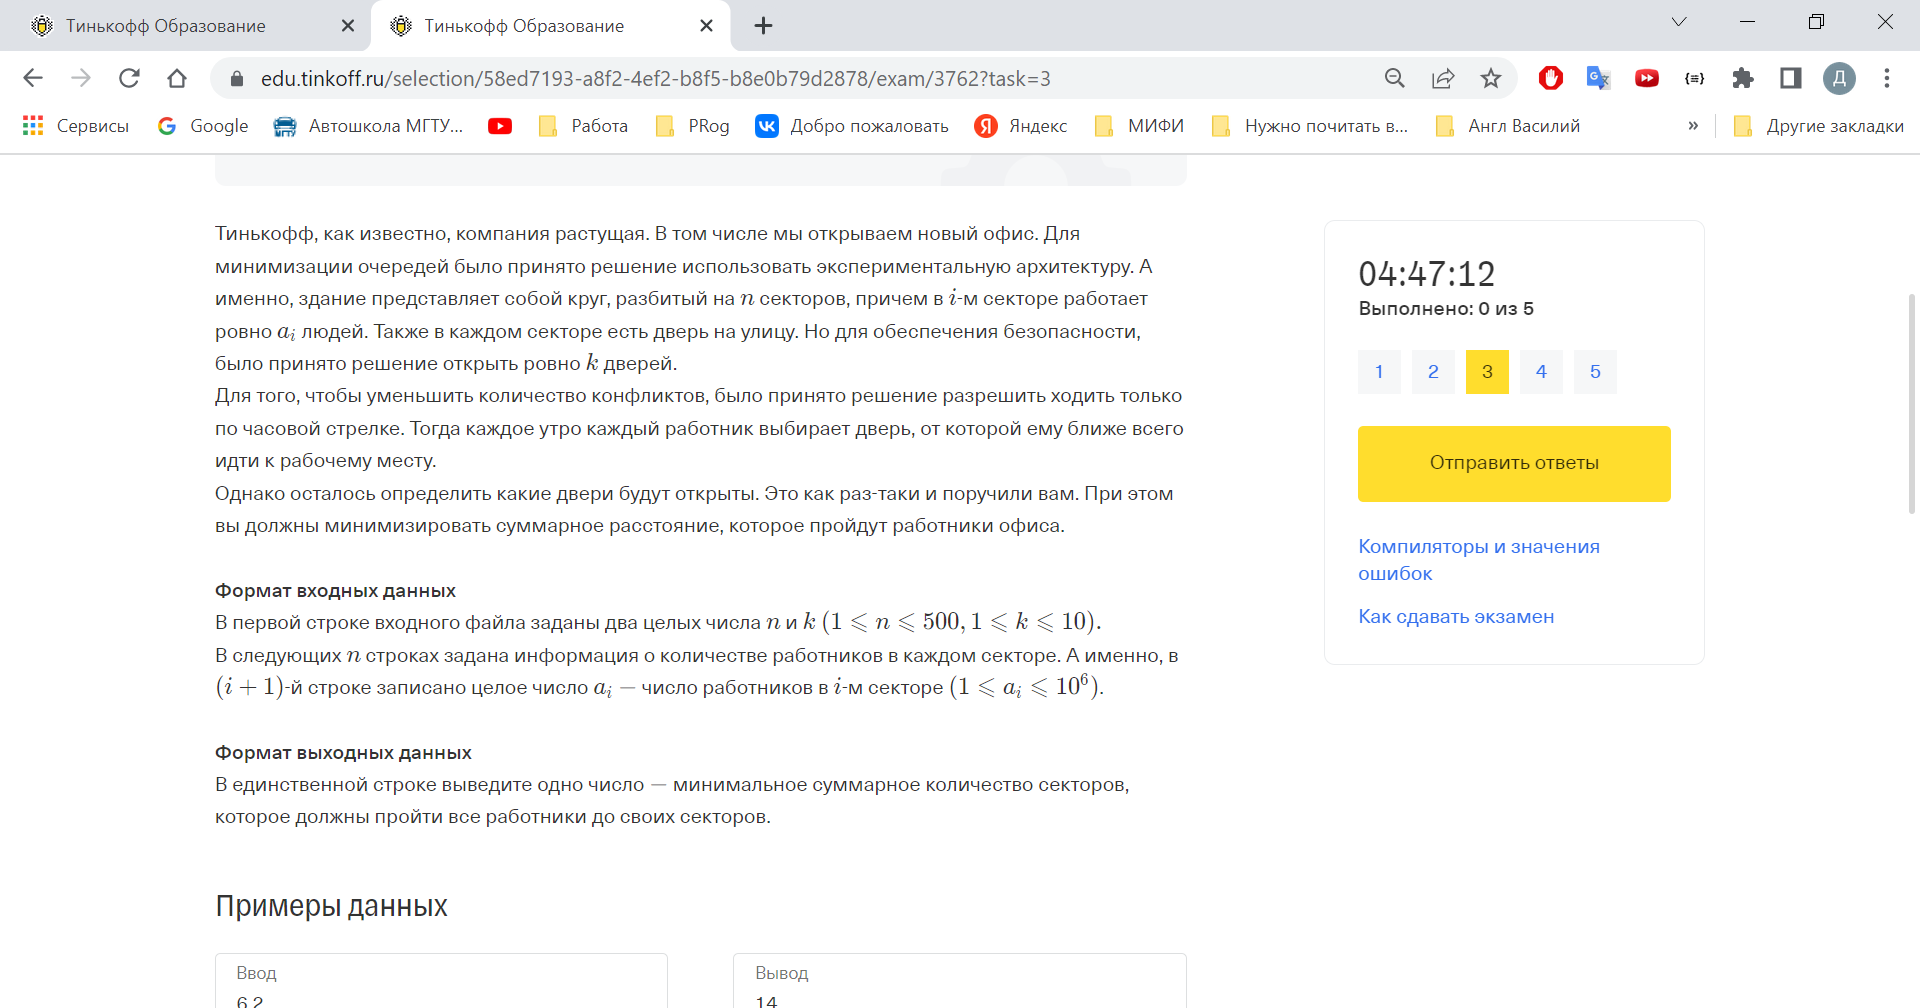 Тинькофф Образование
Тинькофф Образование
edu.tinkoff.ru/selection/58ed7193-a8f2-4ef2-b8f5-b8e0b79d2878/exam/3762?task=3
Д
Сервисы
Google
Автошкола МГТУ...
Работа
PRog
Добро пожаловать
Яндекс
МИФИ
Нужно почитать в...
Англ Василий
»
Другие закладки
Тинькофф, как известно, компания растущая. В том числе мы открываем новый офис. Для
минимизации очередей было принято решение использовать экспериментальную архитектуру. А
именно, здание представляет собой круг, разбитый на n секторов, причем в i-м секторе работает
ровно a_i людей. Также в каждом секторе есть дверь на улицу. Но для обеспечения безопасности,
было принято решение открыть ровно k дверей.
Для того, чтобы уменьшить количество конфликтов, было принято решение разрешить ходить только
по часовой стрелке. Тогда каждое утро каждый работник выбирает дверь, от которой ему ближе всего
идти к рабочему месту.
Однако осталось определить какие двери будут открыты. Это как раз-таки и поручили вам. При этом
вы должны минимизировать суммарное расстояние, которое пройдут работники офиса.
Формат входных данных
В первой строке входного файла заданы два целых числа n и k (1 ⩽ n ⩽ 500, 1 ⩽ k ⩽ 10).
В следующих n строках задана информация о количестве работников в каждом секторе. А именно, в
(i + 1)-й строке записано целое число a_i — число работников в i-м секторе (1 ⩽ a_i ⩽ 10^6).
Формат выходных данных
В единственной строке выведите одно число — минимальное суммарное количество секторов,
которое должны пройти все работники до своих секторов.
Примеры данных
Ввод
6 2
Вывод
14
04:47:12
Выполнено: 0 из 5
1 2 3 4 5
Отправить ответы
Компиляторы и значения
ошибок
Как сдавать экзамен